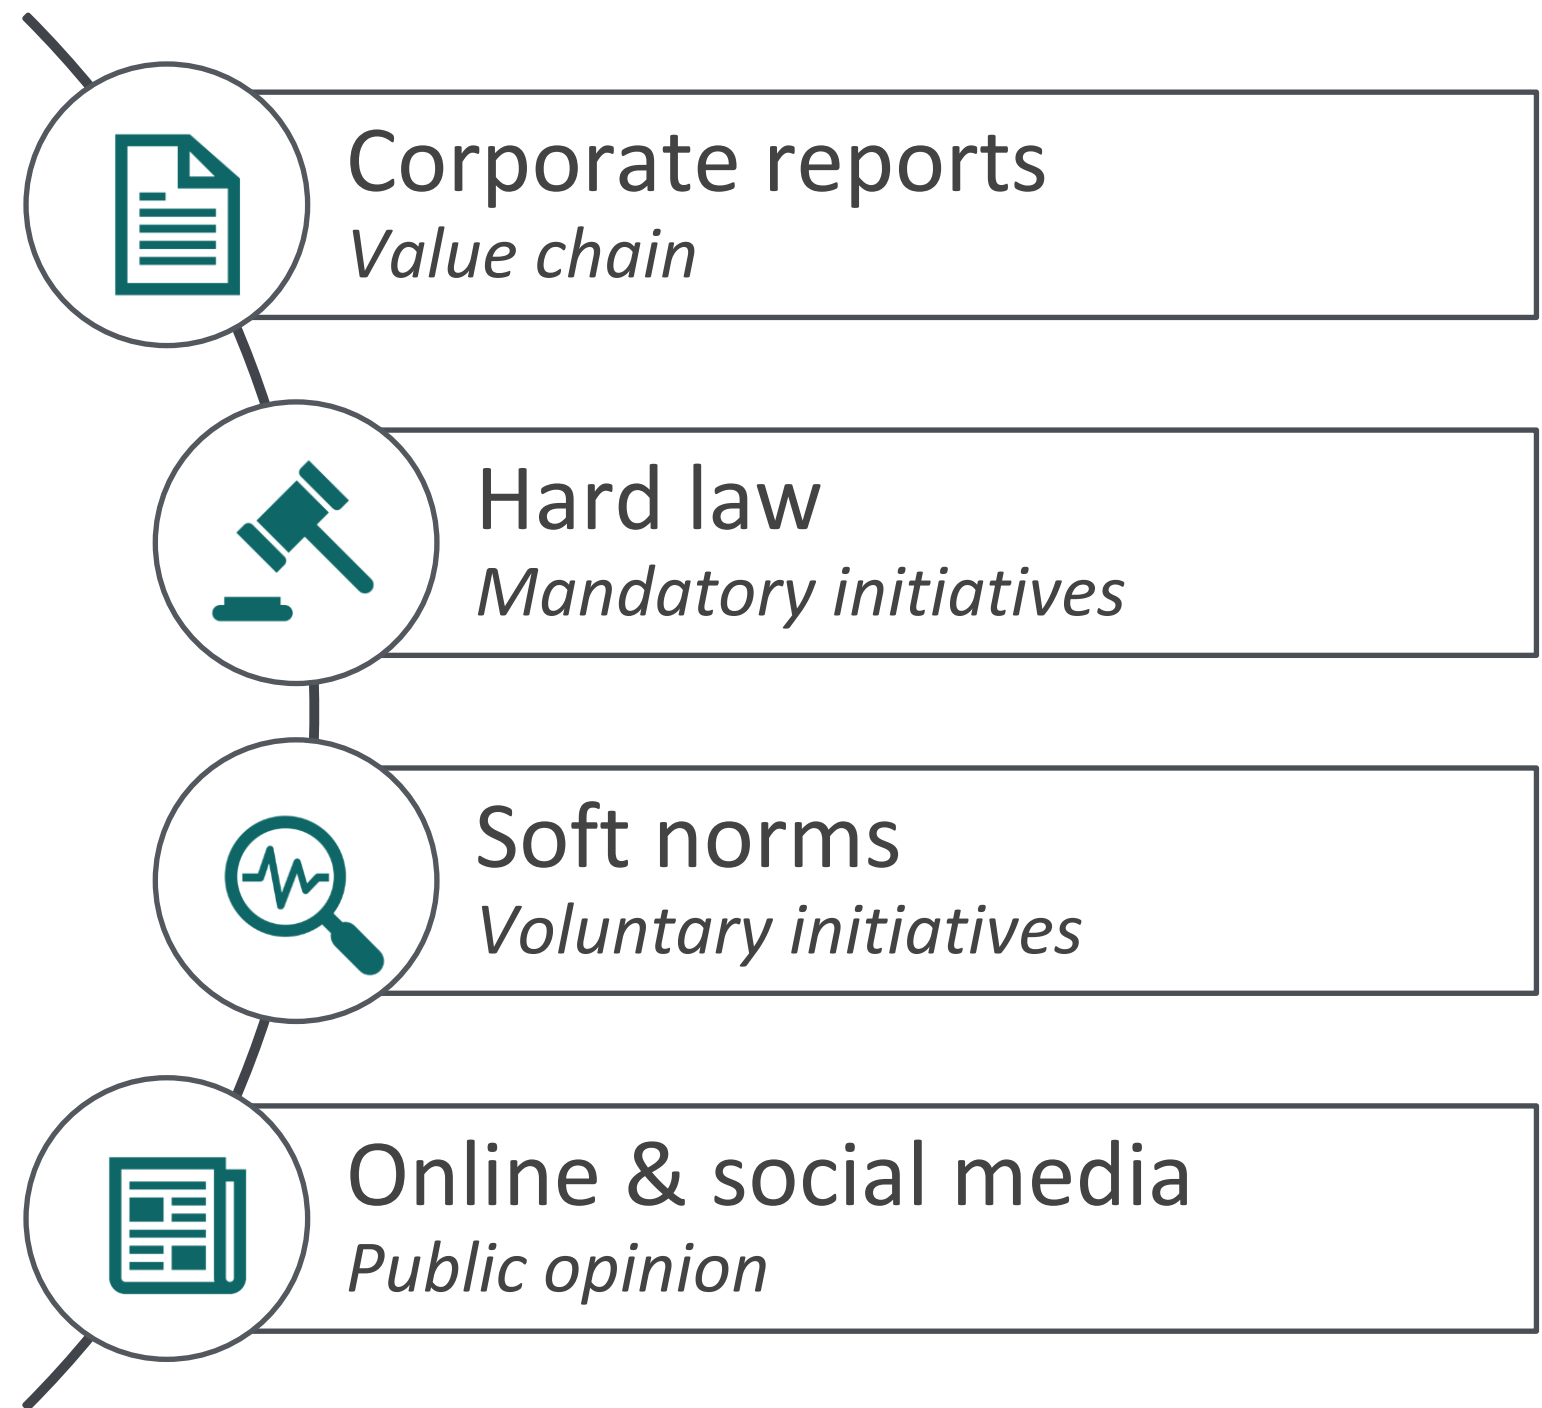 Corporate reports
Value chain
Hard law
Mandatory initiatives
Soft norms
Voluntary initiatives
Online & social media
Public opinion